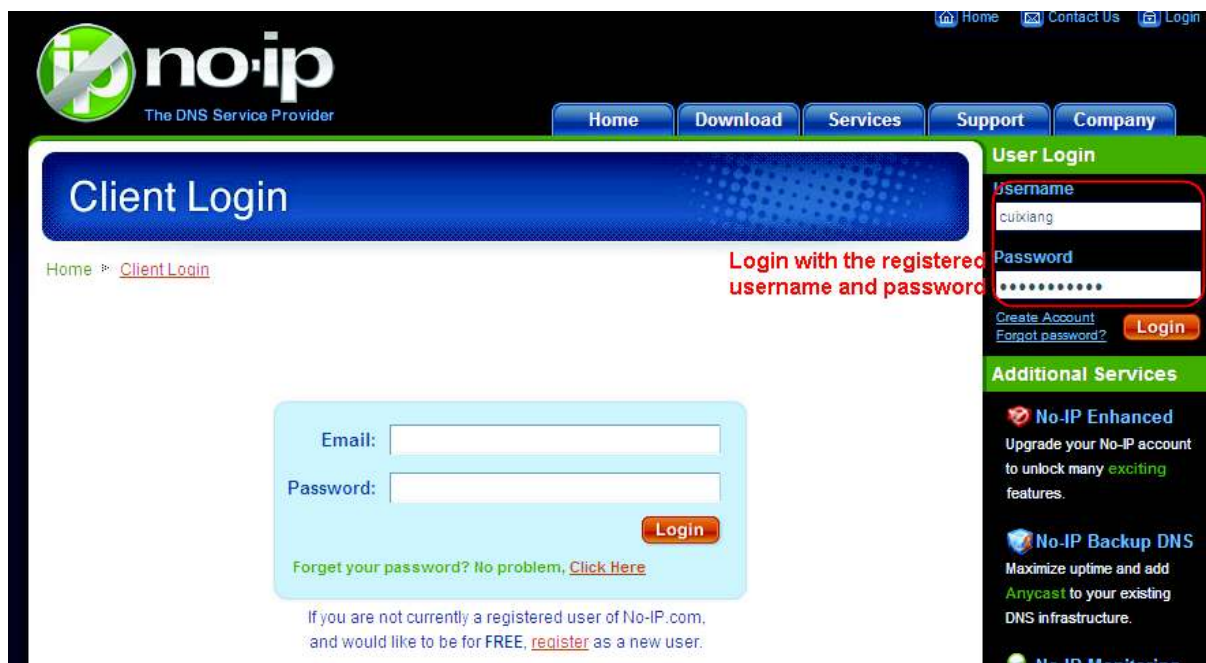 Home Contact Us Login
ip no·ip
The DNS Service Provider
Home Download Services Support Company
Client Login
Home Client Login
Login with the registered
username and password
User Login
Username
cuixiang
Password
Create Account
Forgot password?
Login
Email:
Password:
Login
Forget your password? No problem, Click Here
If you are not currently a registered user of No-IP.com,
and would like to be for FREE, register as a new user.
Additional Services
No-IP Enhanced
Upgrade your No-IP account
to unlock many exciting
features.
No-IP Backup DNS
Maximize uptime and add
Anycast to your existing
DNS infrastructure.
No-IP Monitoring